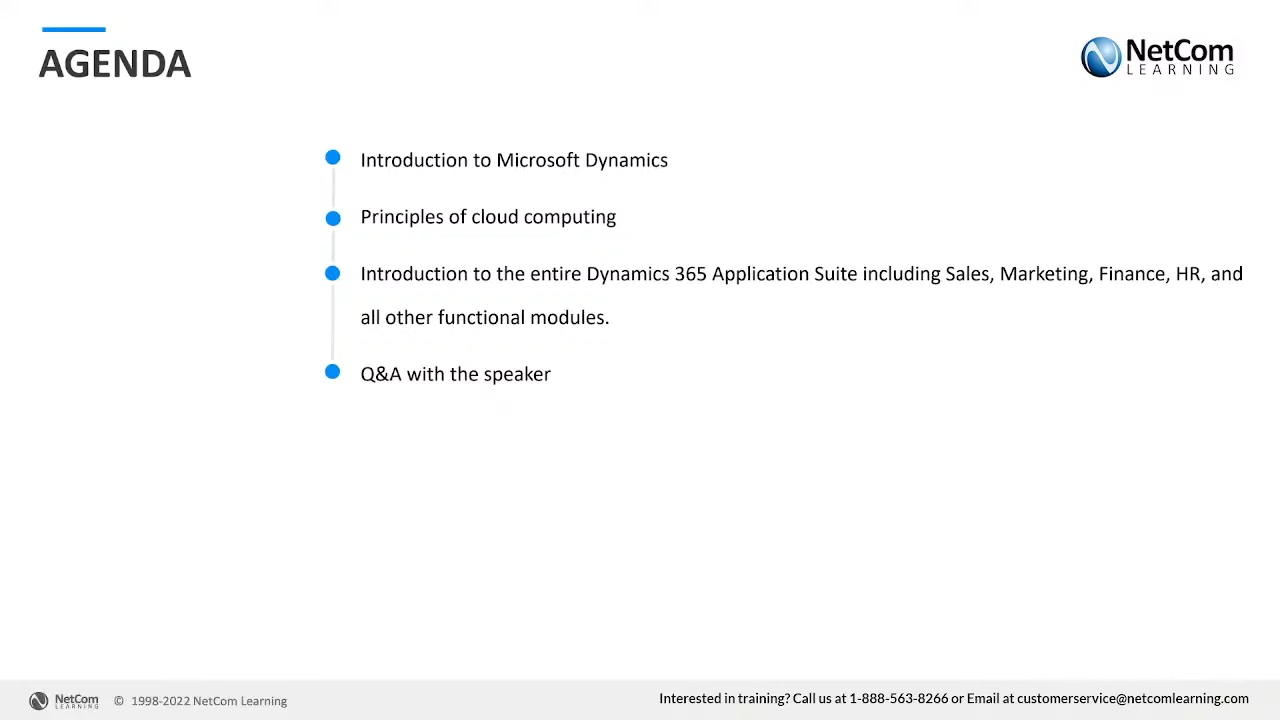 AGENDA
NetCom
LEARNING
Introduction to Microsoft Dynamics
Principles of cloud computing
Introduction to the entire Dynamics 365 Application Suite including Sales, Marketing, Finance, HR, and
all other functional modules.
Q&A with the speaker
NetCom
LEARNING
© 1998-2022 NetCom Learning
Interested in training? Call us at 1-888-563-8266 or Email at customerservice@netcomlearning.com